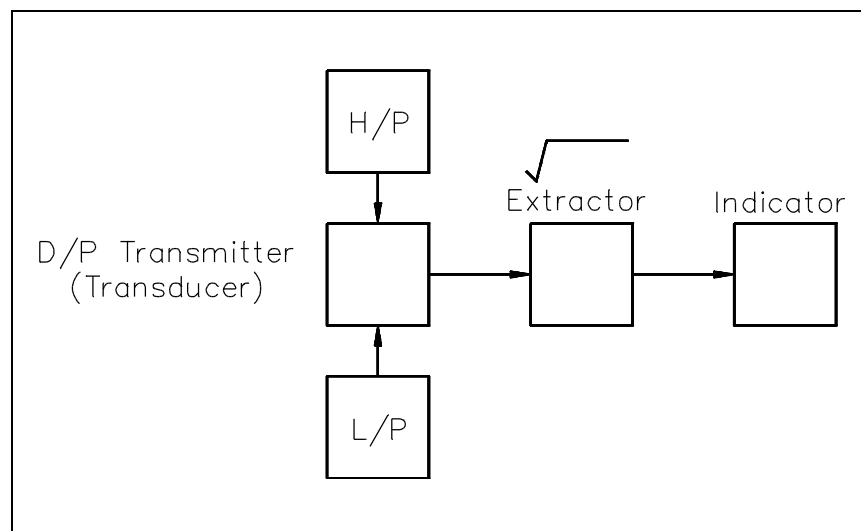 H/P
√
Extractor
Indicator
D/P Transmitter
(Transducer)
L/P